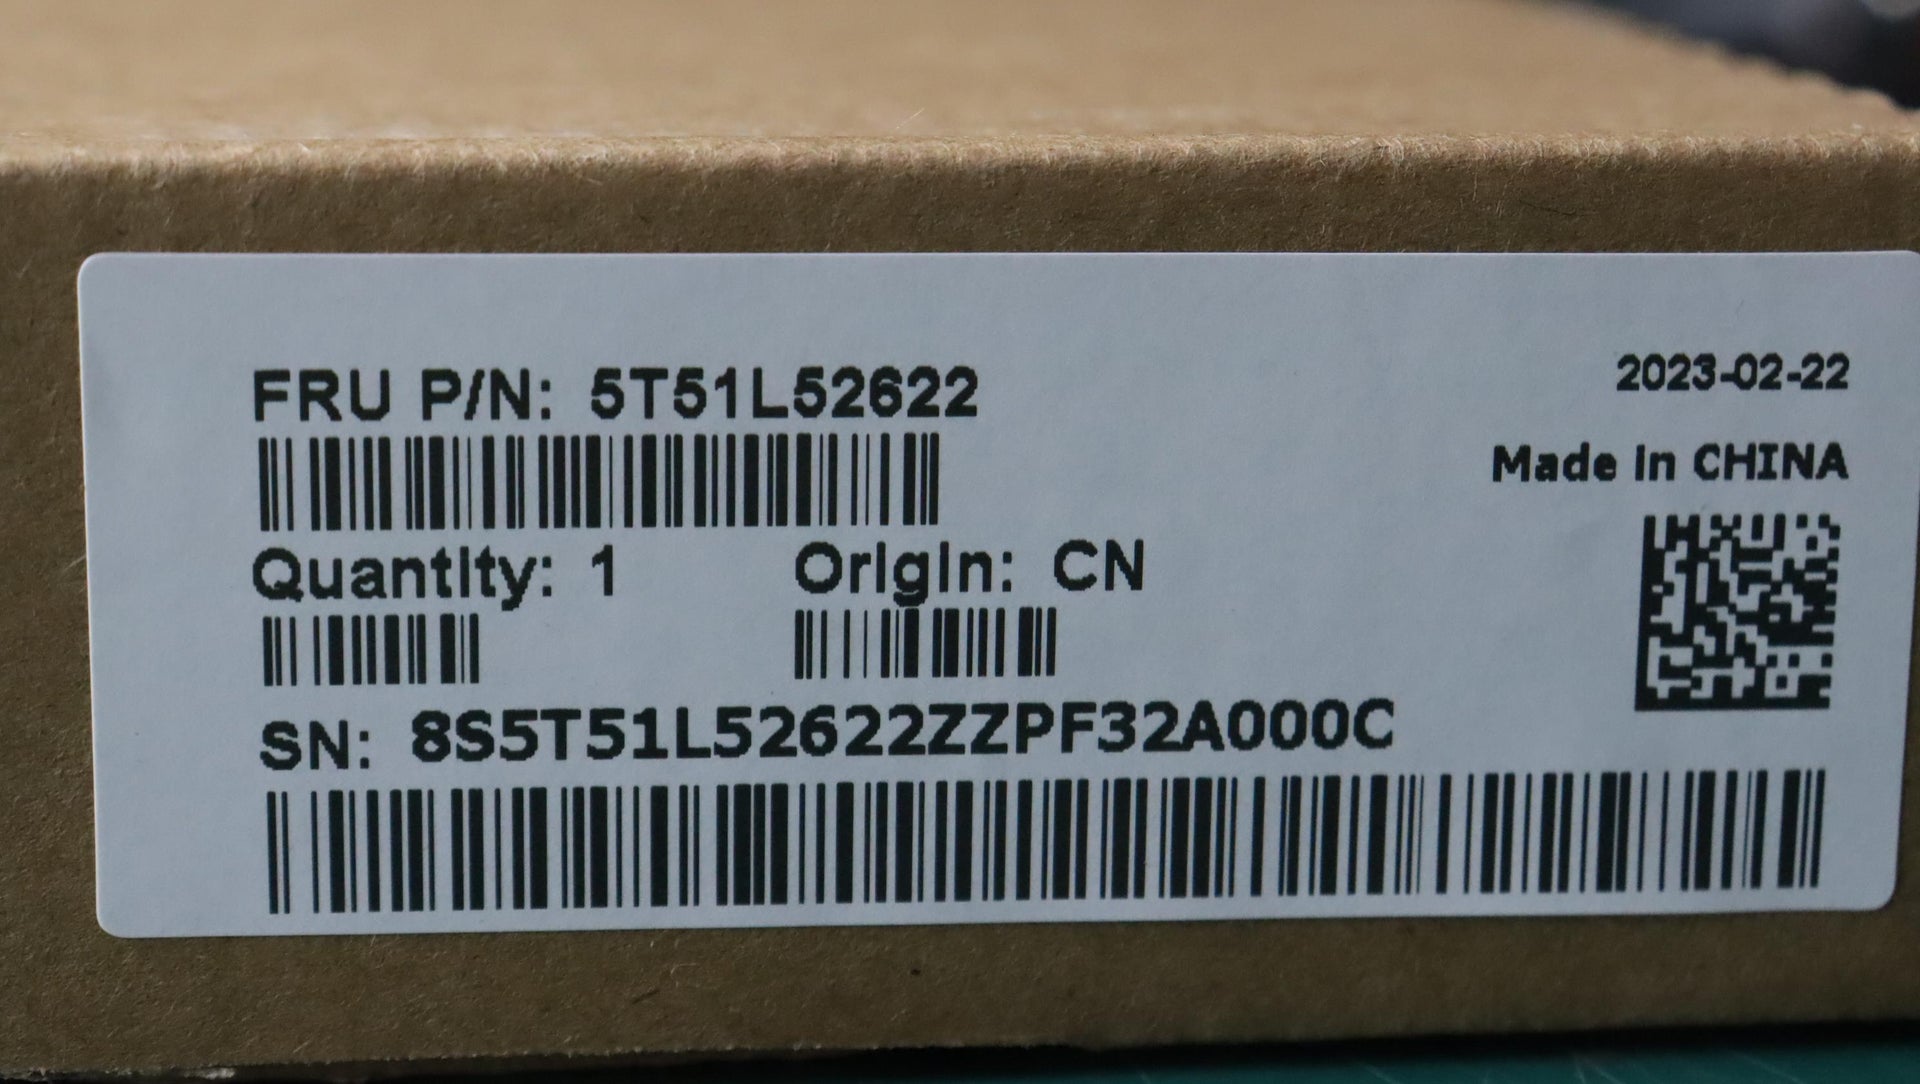 FRU P/N: 5T51L52622
2023-02-22
Made in CHINA
Quantity: 1
Origin: CN
SN: 8S5T51L52622ZZPF32A000C